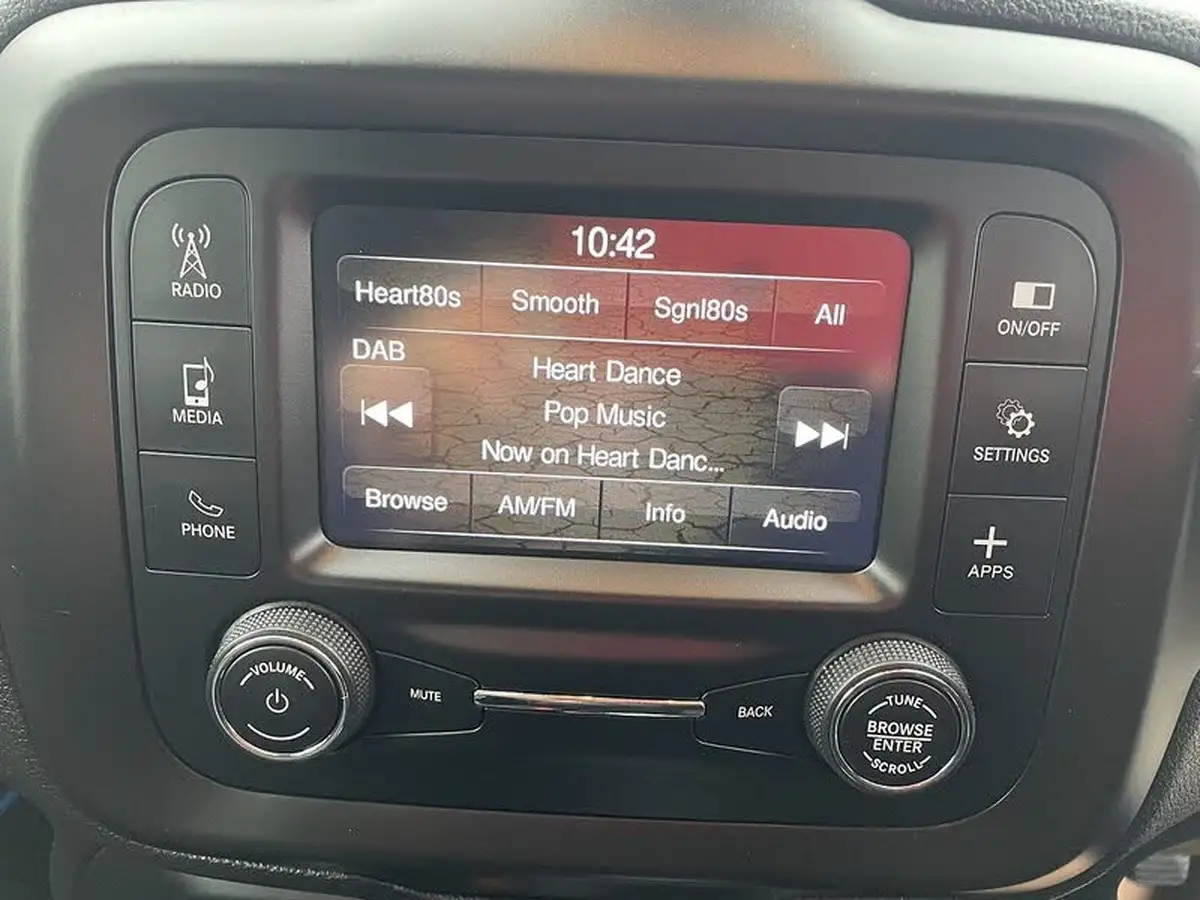 RADIO
MEDIA
PHONE
10:42
Heart80s Smooth Sgnl80s All
DAB
Heart Dance
Pop Music
Now on Heart Danc...
Browse AM/FM Info Audio
ON/OFF
SETTINGS
APPS
VOLUME
MUTE
BACK
TUNE
BROWSE
ENTER
SCROLL